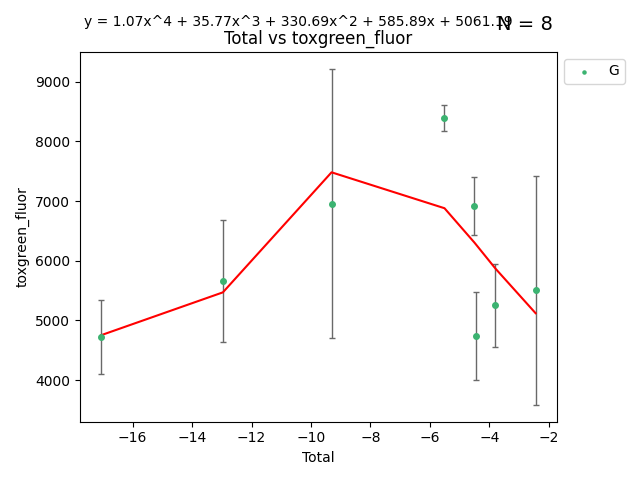 y = 1.07x^4 + 35.77x^3 + 330.69x^2 + 585.89x + 5061.19
N = 8
Total vs toxgreen_fluor
G
9000
8000
7000
6000
5000
4000
toxgreen_fluor
−16
−14
−12
−10
−8
−6
−4
−2
Total